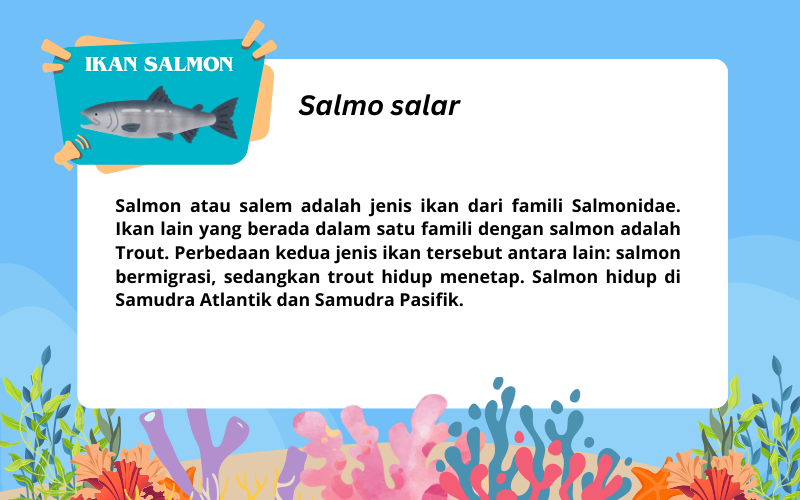 IKAN SALMON
Salmo salar
Salmon atau salem adalah jenis ikan dari famili Salmonidae.
Ikan lain yang berada dalam satu famili dengan salmon adalah
Trout. Perbedaan kedua jenis ikan tersebut antara lain: salmon
bermigrasi, sedangkan trout hidup menetap. Salmon hidup di
Samudra Atlantik dan Samudra Pasifik.